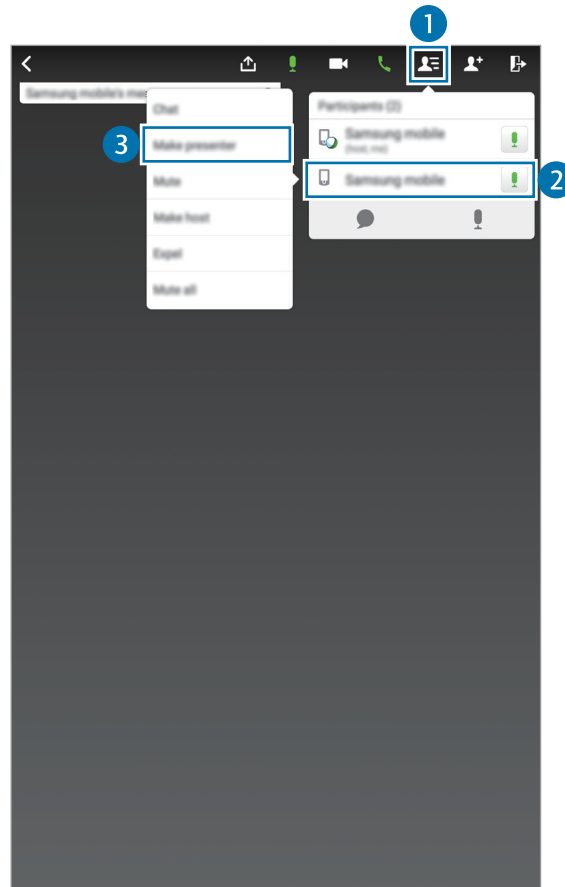 1
Samsung mobile's me
Chat
Participants (2)
3
Make presenter
Samsung mobile
(host, me)
Mute
Samsung mobile
2
Make host
Expel
Mute all